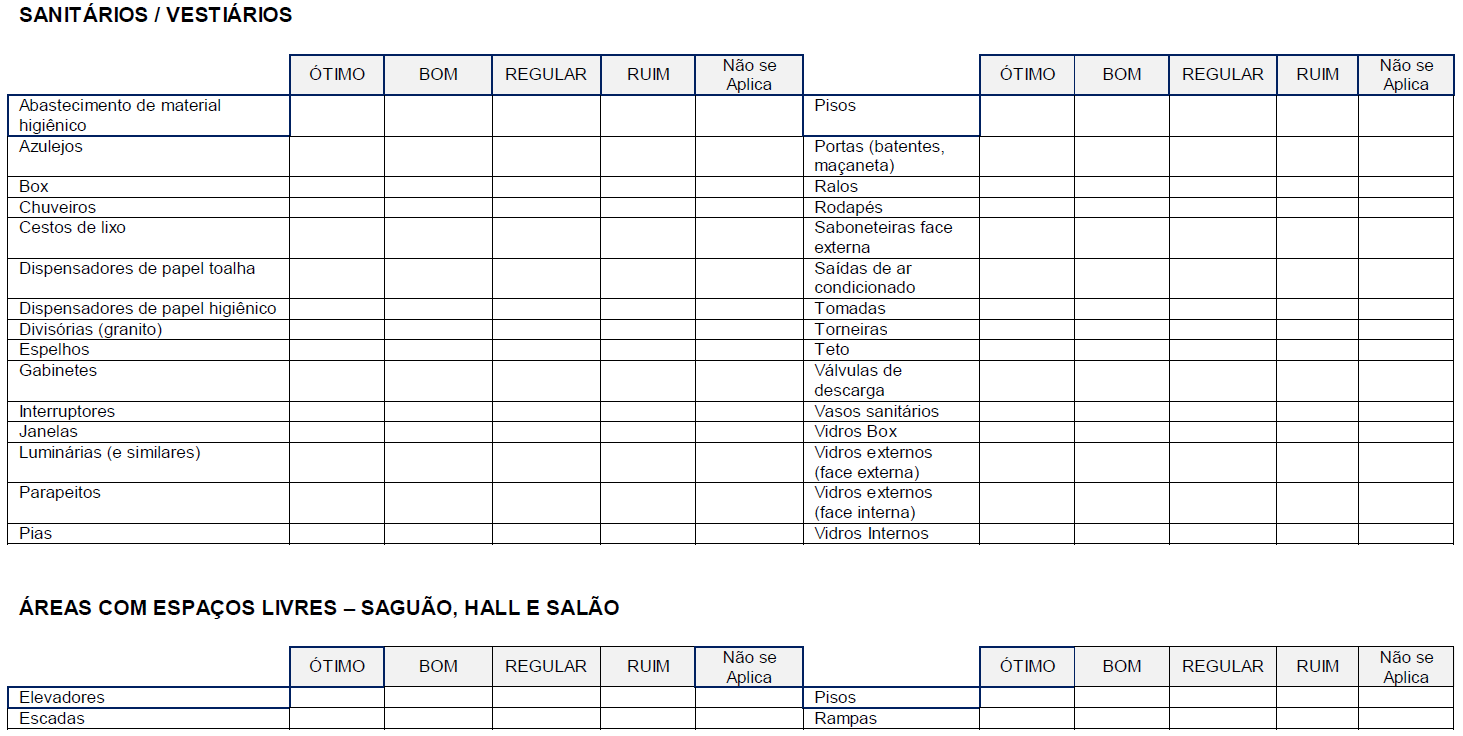 SANITÁRIOS / VESTIÁRIOS
ÓTIMO BOM REGULAR RUIM Não se Aplica ÓTIMO BOM REGULAR RUIM Não se Aplica
Abastecimento de material higiênico Pisos
Azulejos Portas (batentes, maçaneta)
Box Ralos
Chuveiros Rodapés
Cestos de lixo Saboneteiras face externa
Dispensadores de papel toalha Saídas de ar condicionado
Dispensadores de papel higiênico Tomadas
Divisórias (granito) Torneiras
Espelhos Teto
Gabinetes Válvulas de descarga
Interruptores Vasos sanitários
Janelas Vidros Box
Luminárias (e similares) Vidros externos (face externa)
Parapeitos Vidros externos (face interna)
Pias Vidros Internos
ÁREAS COM ESPAÇOS LIVRES – SAGUÃO, HALL E SALÃO
ÓTIMO BOM REGULAR RUIM Não se Aplica ÓTIMO BOM REGULAR RUIM Não se Aplica
Elevadores Pisos
Escadas Rampas